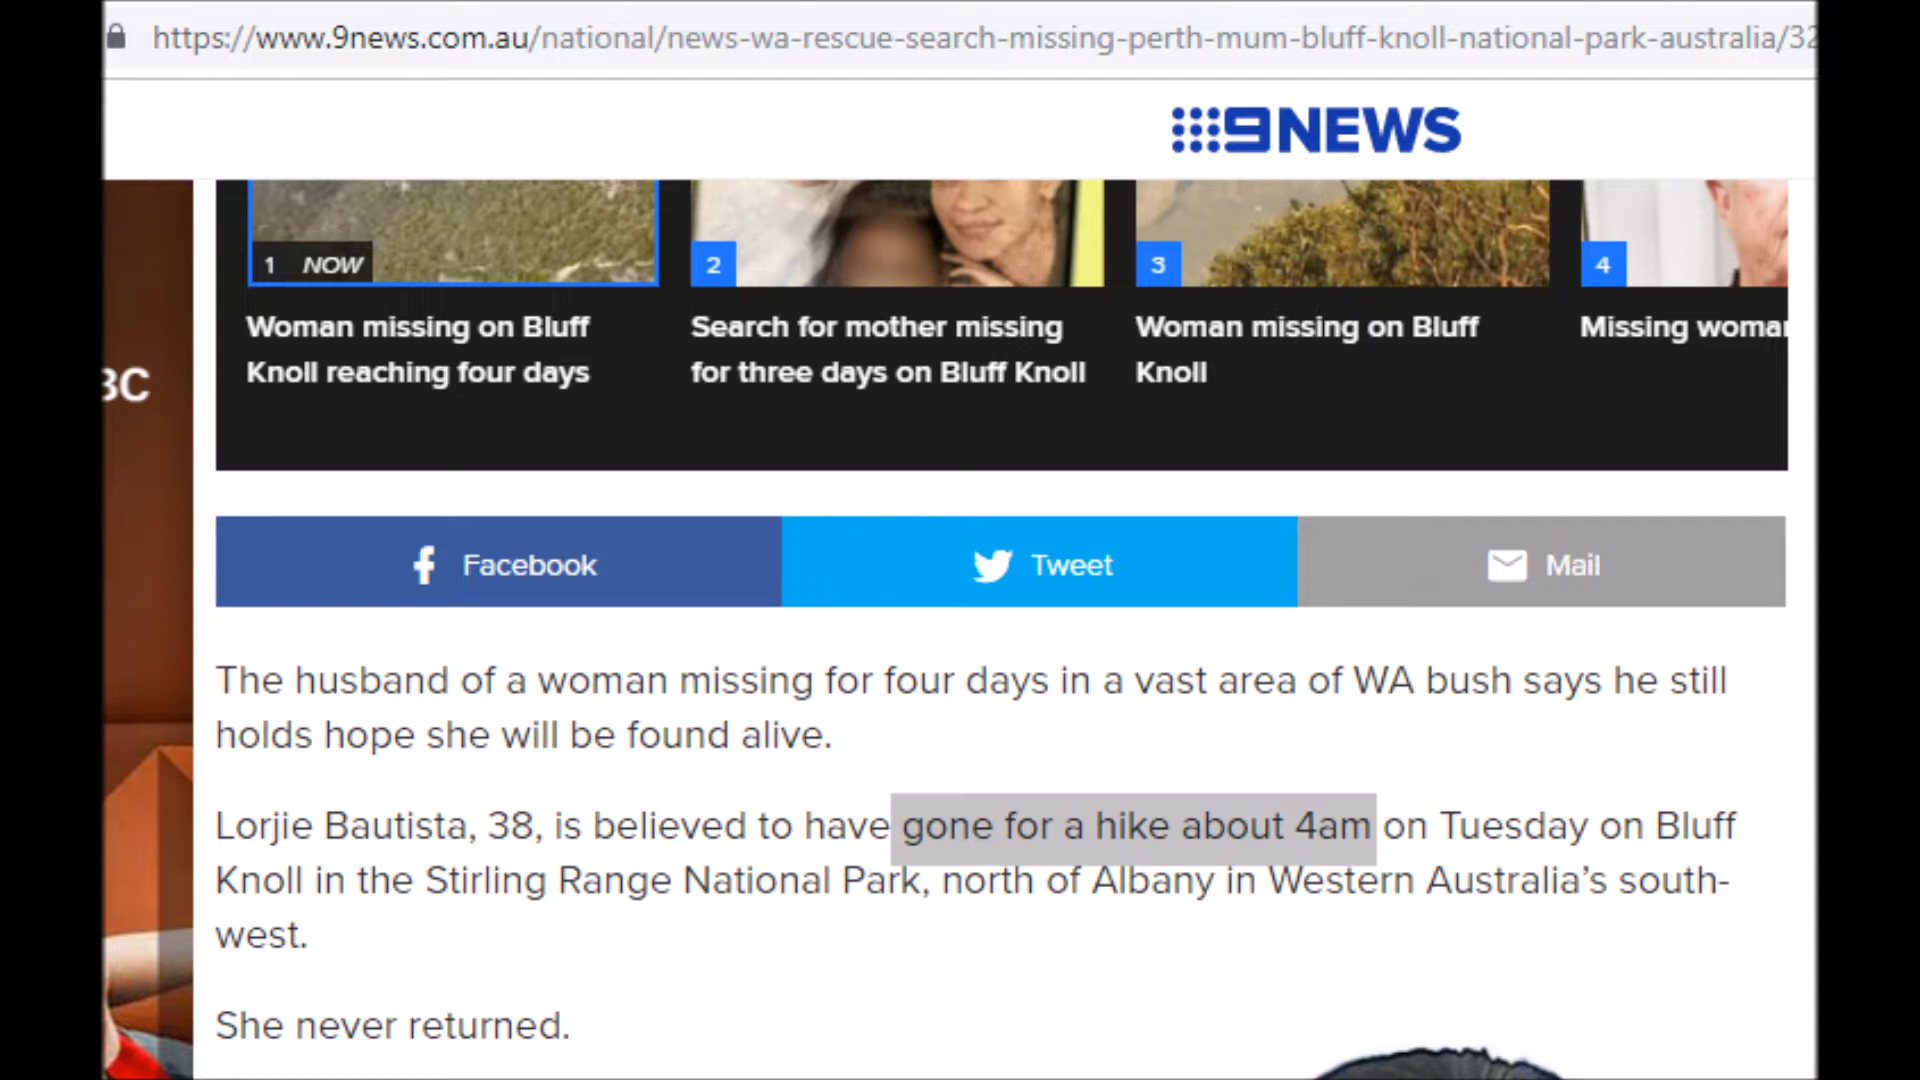 https://www.9news.com.au/national/news-wa-rescue-search-missing-perth-mum-bluff-knoll-national-park-australia/32
9NEWS
1 NOW
2
3
4
Woman missing on Bluff
Knoll reaching four days
Search for mother missing
for three days on Bluff Knoll
Woman missing on Bluff
Knoll
Missing woman
BC
Facebook
Tweet
Mail
The husband of a woman missing for four days in a vast area of WA bush says he still
holds hope she will be found alive.
Lorjie Bautista, 38, is believed to have gone for a hike about 4am on Tuesday on Bluff
Knoll in the Stirling Range National Park, north of Albany in Western Australia’s south-
west.
She never returned.